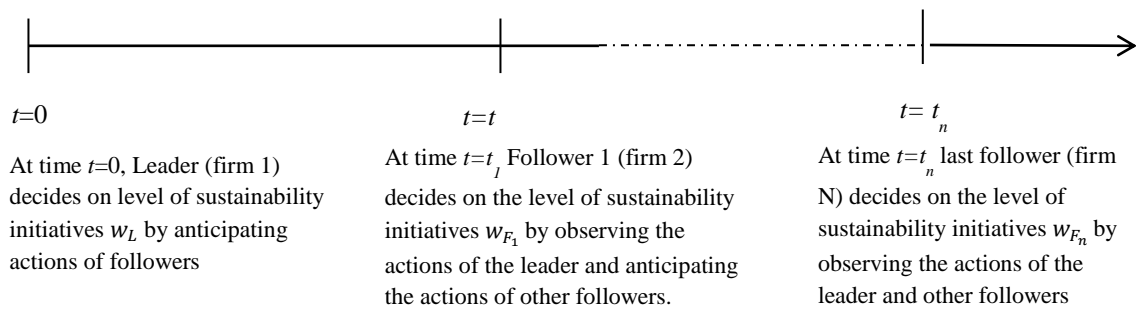 t=0
t=t
t= t_n
At time t=0, Leader (firm 1)
decides on level of sustainability
initiatives w_L by anticipating
actions of followers
At time t=t_1 Follower 1 (firm 2)
decides on the level of sustainability
initiatives w_{F_1} by observing the
actions of the leader and anticipating
the actions of other followers.
At time t=t_n last follower (firm
N) decides on the level of
sustainability initiatives w_{F_n} by
observing the actions of the
leader and other followers